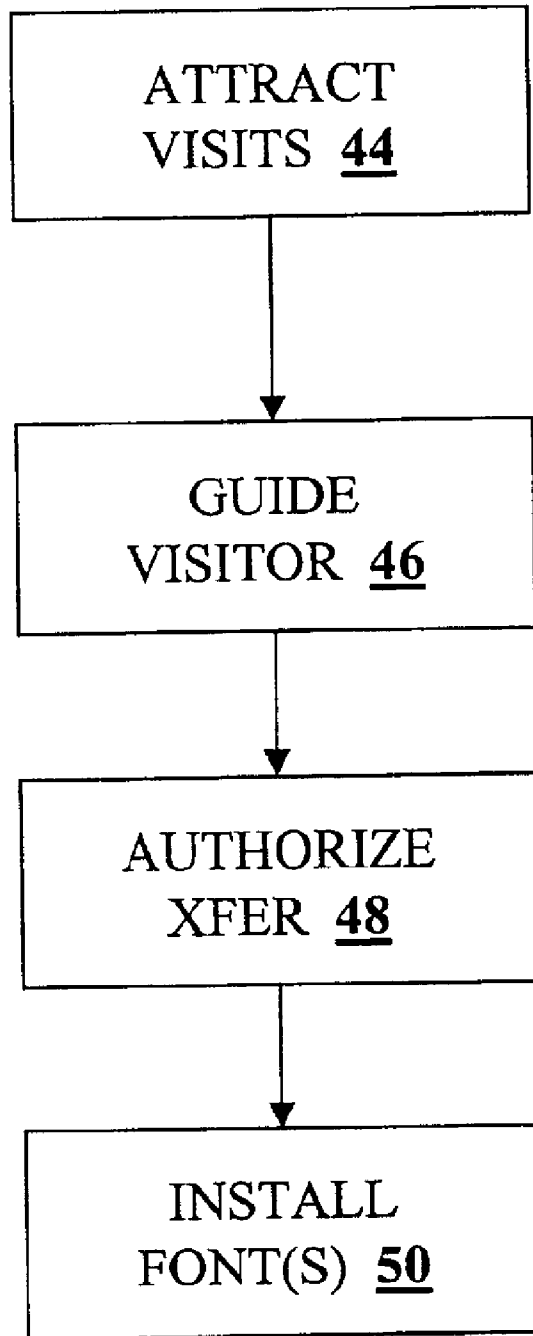 ATTRACT
VISITS 44
GUIDE
VISITOR 46
AUTHORIZE
XFER 48
INSTALL
FONT(S) 50